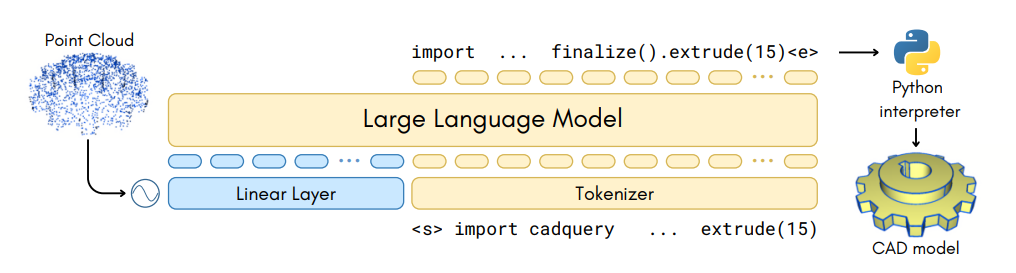 Point Cloud
import ... finalize().extrude(15)<e>
Python
interpreter
Large Language Model
Linear Layer
Tokenizer
<s> import cadquery ... extrude(15)
CAD model